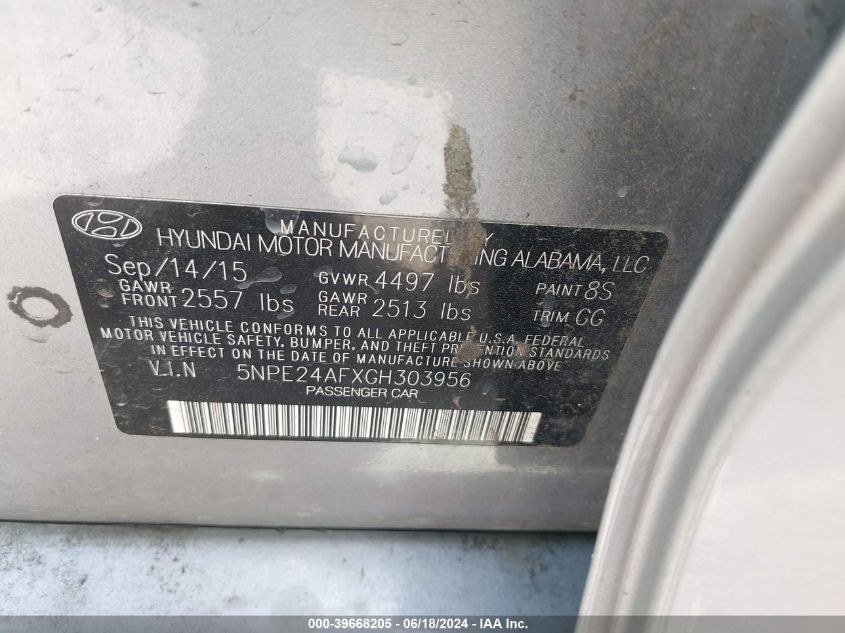 MANUFACTURED BY
HYUNDAI MOTOR MANUFACTURING ALABAMA, LLC
Sep/14/15 GVWR 4497 lbs PAINT 8S
GAWR FRONT 2557 lbs GAWR REAR 2513 lbs TRIM GG
THIS VEHICLE CONFORMS TO ALL APPLICABLE U.S.A. FEDERAL
MOTOR VEHICLE SAFETY, BUMPER, AND THEFT PREVENTION STANDARDS
IN EFFECT ON THE DATE OF MANUFACTURE SHOWN ABOVE
V.I.N 5NPE24AFXGH303956
PASSENGER CAR
000-39668205 - 06/18/2024 - IAA Inc.